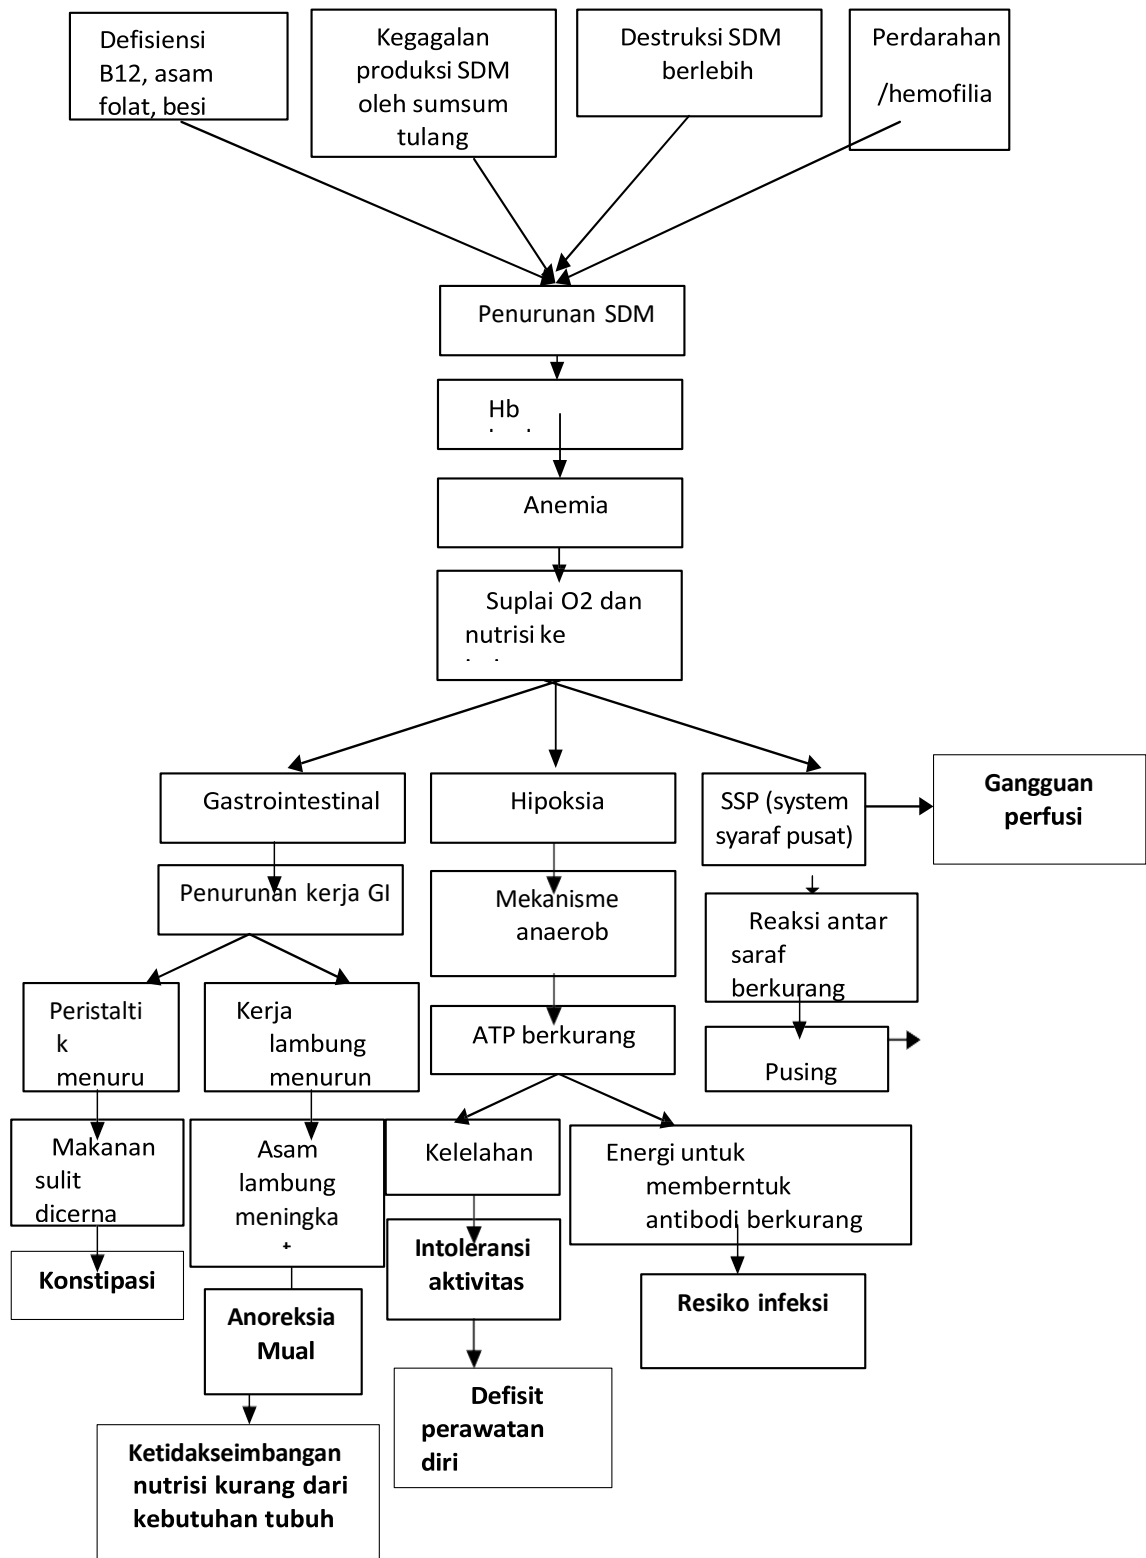 Defisiensi
B12, asam
folat, besi
Kegagalan
produksi SDM
oleh sumsum
tulang
Destruksi SDM
berlebih
Perdarahan
/hemofilia
Penurunan SDM
Hb
Anemia
Suplai O2 dan
nutrisi ke
Gastrointestinal
Hipoksia
SSP (system
syaraf pusat)
Gangguan
perfusi
Penurunan kerja GI
Mekanisme
anaerob
Reaksi antar
saraf
berkurang
Peristalti
k
menuru
Kerja
lambung
menurun
ATP berkurang
Pusing
Makanan
sulit
dicerna
Asam
lambung
meningka
Kelelahan
Energi untuk
memberntuk
antibodi berkurang
Konstipasi
Intoleransi
aktivitas
Resiko infeksi
Anoreksia
Mual
Defisit
perawatan
diri
Ketidakseimbangan
nutrisi kurang dari
kebutuhan tubuh